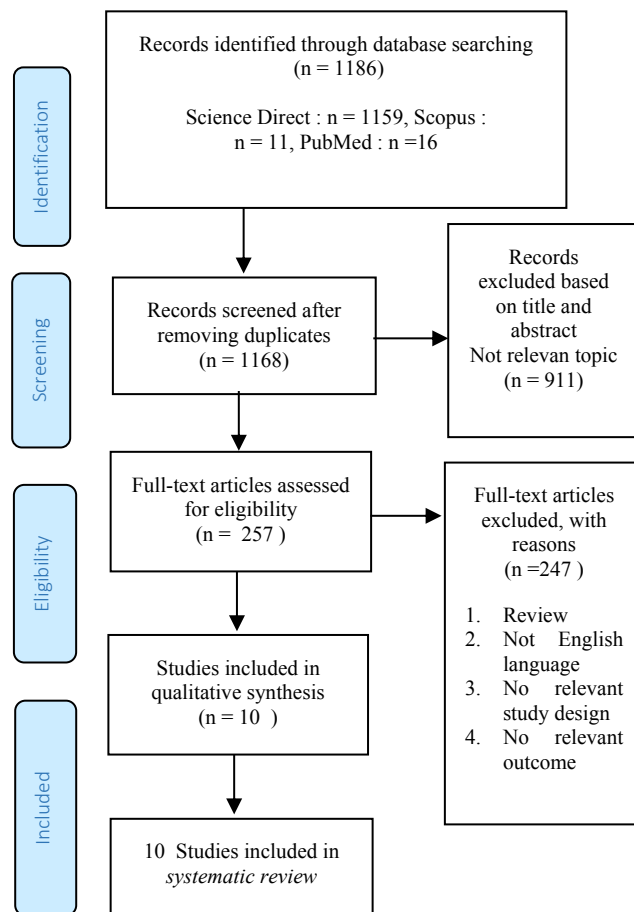 Identification
Records identified through database searching
(n = 1186)
Science Direct : n = 1159, Scopus :
n = 11, PubMed : n =16
Screening
Records screened after
removing duplicates
(n = 1168)
Records
excluded based
on title and
abstract
Not relevan topic
(n = 911)
Eligibility
Full-text articles assessed
for eligibility
(n =  257 )
Full-text articles
excluded, with
reasons
(n =247  )
1. Review
2. Not English
language
3. No relevant
study design
4. No relevant
outcome
Studies included in
qualitative synthesis
(n = 10  )
Included
10  Studies included in
systematic review